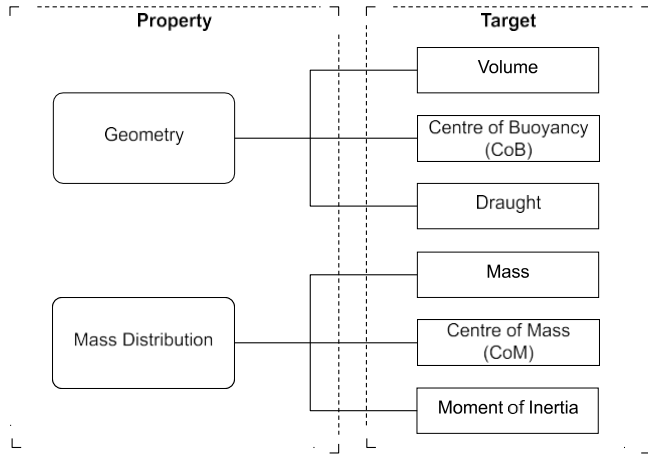 Property
Target
Geometry
Volume
Centre of Buoyancy
(CoB)
Draught
Mass Distribution
Mass
Centre of Mass
(CoM)
Moment of Inertia